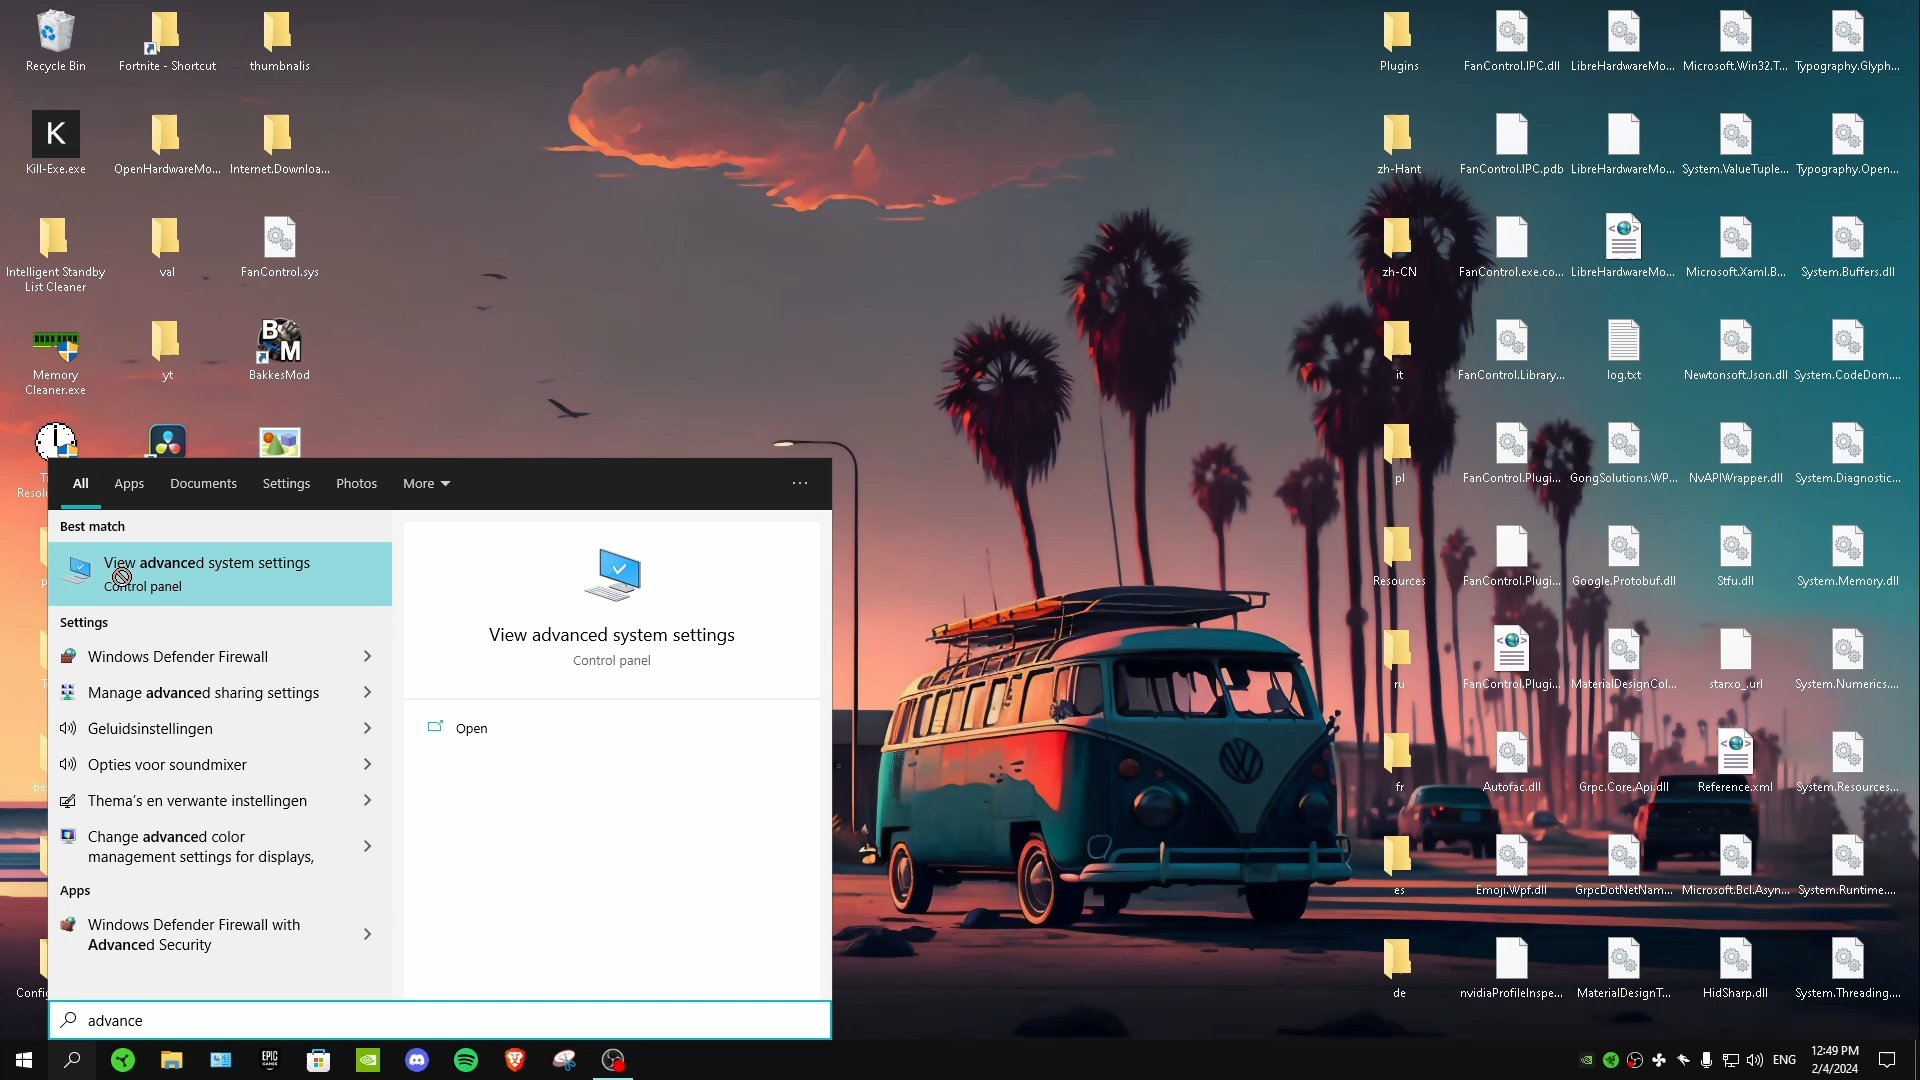 Recycle Bin
Fortnite - Shortcut
thumbnalis
K
Kill-Exe.exe
OpenHardwareMo...
Internet.Downloa...
Intelligent Standby
List Cleaner
val
FanControl.sys
Memory
Cleaner.exe
yt
B
M
BakkesMod
Plugins
FanControl.IPC.dll
LibreHardwareMo...
Microsoft.Win32.T...
Typography.Glyph...
zh-Hant
FanControl.IPC.pdb
LibreHardwareMo...
System.ValueTuple...
Typography.Open...
zh-CN
FanControl.exe.co...
LibreHardwareMo...
Microsoft.Xaml.B...
System.Buffers.dll
it
FanControl.Library...
log.txt
Newtonsoft.Json.dll
System.CodeDom....
pl
FanControl.Plugi...
GongSolutions.WP...
NvAPIWrapper.dll
System.Diagnostic...
Resources
FanControl.Plugi...
Google.Protobuf.dll
Stfu.dll
System.Memory.dll
ru
FanControl.Plugi...
MaterialDesignCol...
starxo_.url
System.Numerics....
fr
Autofac.dll
Grpc.Core.Api.dll
Reference.xml
System.Resources...
es
Emoji.Wpf.dll
GrpcDotNetNam...
Microsoft.Bcl.Asyn...
System.Runtime....
de
nvidiaProfileInspe...
MaterialDesignT...
HidSharp.dll
System.Threading....
All
Apps
Documents
Settings
Photos
More
...
Best match
View advanced system settings
Control panel
Settings
Windows Defender Firewall
Manage advanced sharing settings
Geluidsinstellingen
Opties voor soundmixer
Thema's en verwante instellingen
Change advanced color
management settings for displays,
Apps
Windows Defender Firewall with
Advanced Security
View advanced system settings
Control panel
Open
advance
EPIC
GAMES
ENG
12:49 PM
2/4/2024